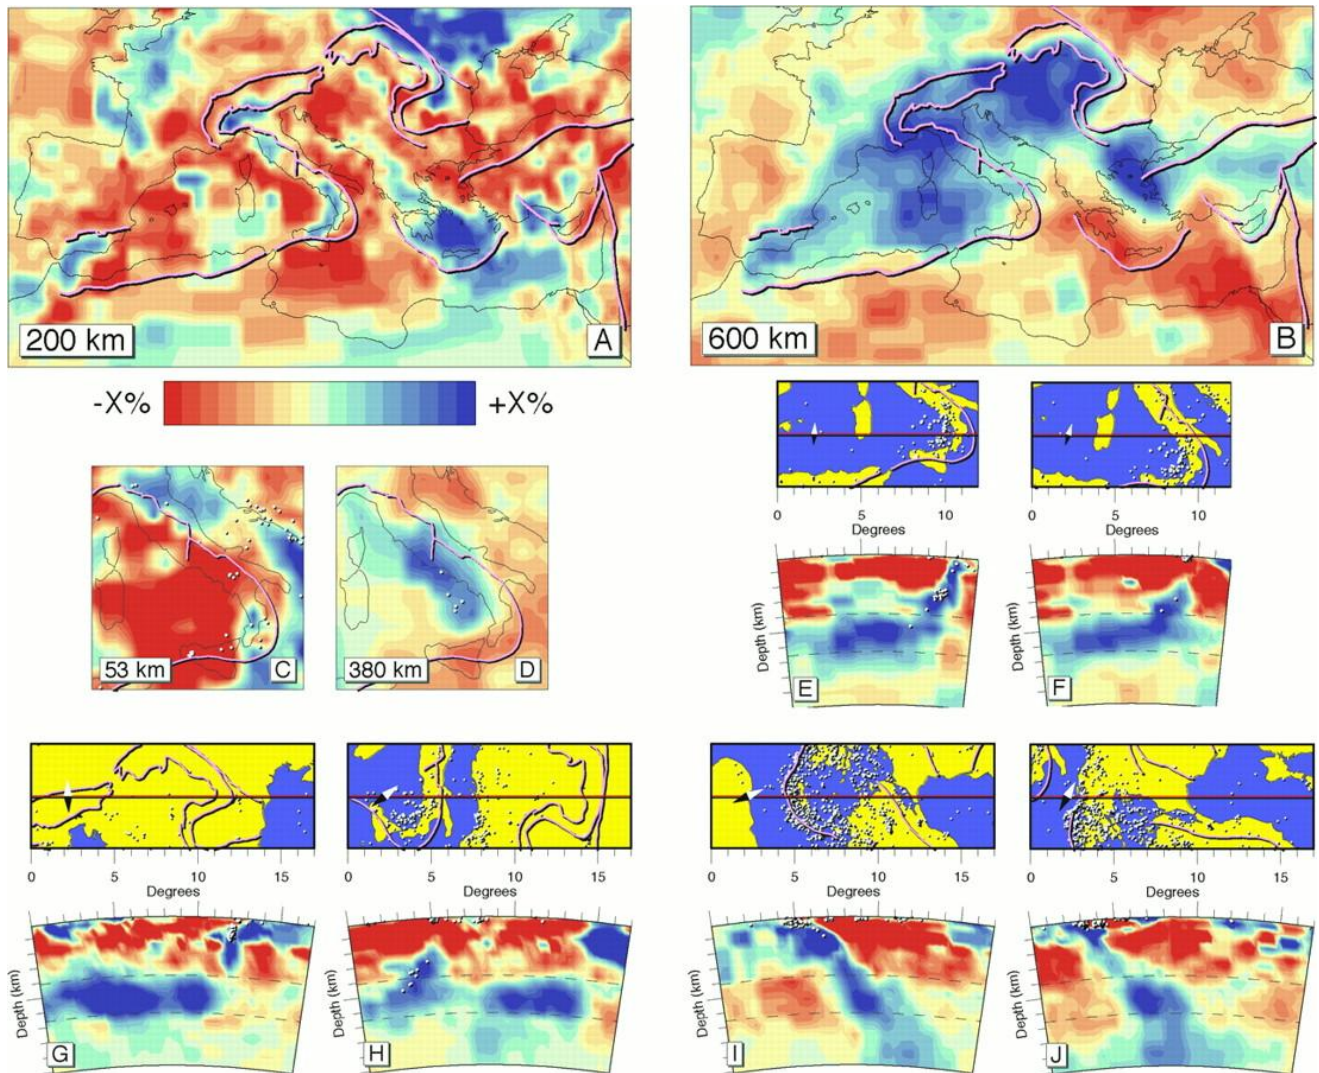 200 km
A
600 km
B
-X%
+X%
0 5 10
Degrees
0 5 10
Degrees
53 km
C
380 km
D
Depth (km)
E
Depth (km)
F
0 5 10 15
Degrees
0 5 10 15
Degrees
0 5 10 15
Degrees
0 5 10 15
Degrees
Depth (km)
G
Depth (km)
H
Depth (km)
I
Depth (km)
J